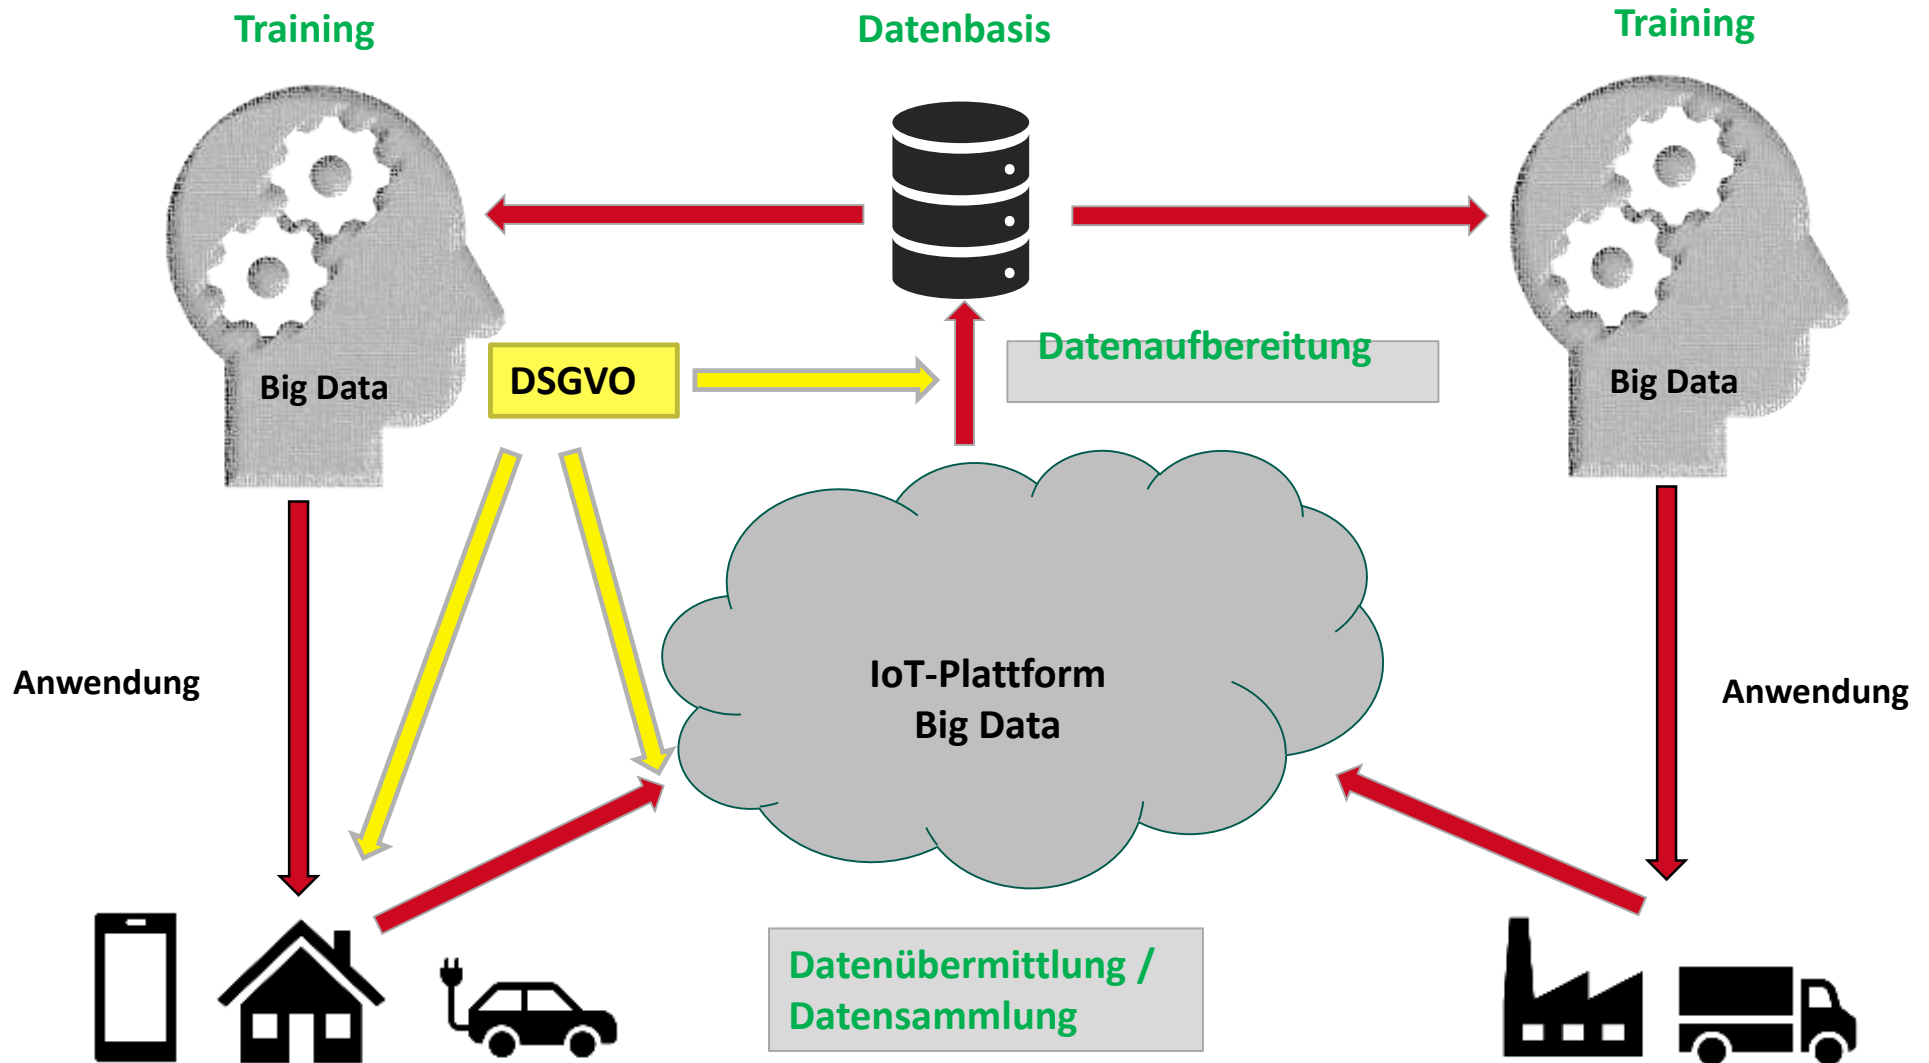 Training
Datenbasis
Training
Datenaufbereitung
Big Data
DSGVO
Big Data
IoT-Plattform
Big Data
Anwendung
Anwendung
Datenübermittlung /
Datensammlung